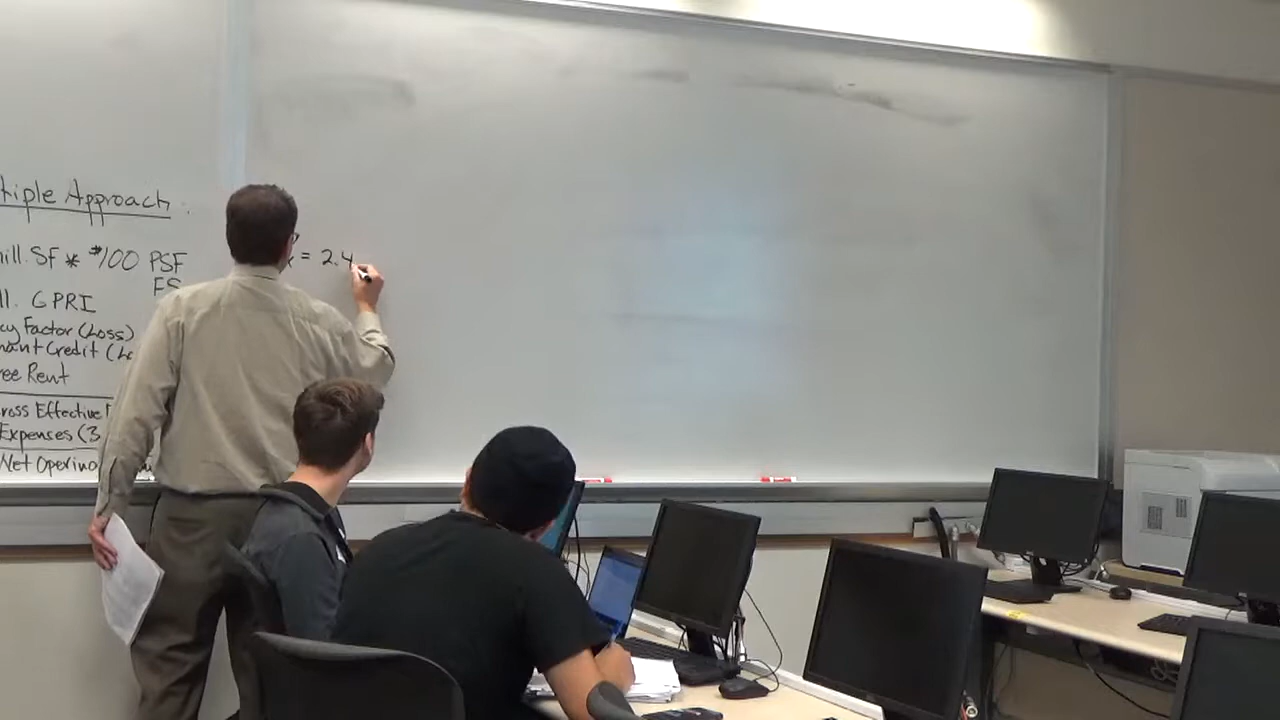 tiple Approach
ill. SF * $100 PSF
= 2.4
FS
ll. GPRI
cy Factor (Loss)
nant Credit (Lo
ree Rent
ross Effective
Expenses (3
Net Operating